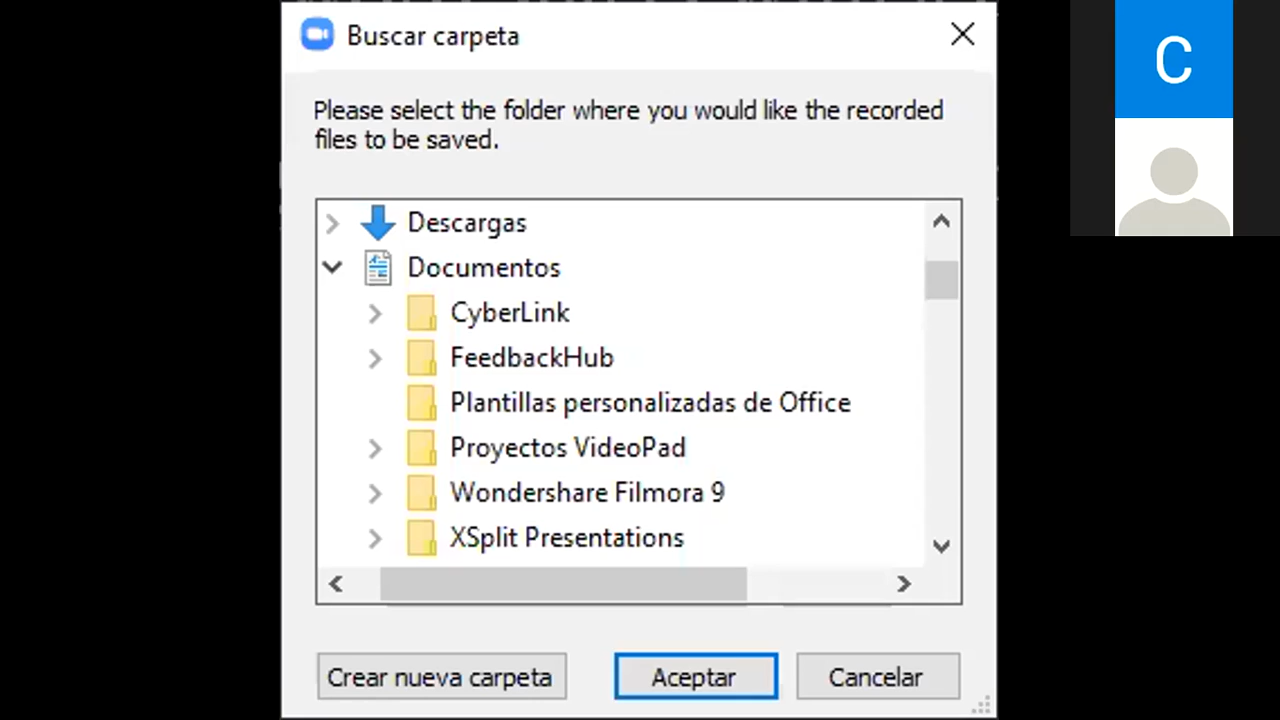 Buscar carpeta
C
Please select the folder where you would like the recorded
files to be saved.
Descargas
Documentos
CyberLink
FeedbackHub
Plantillas personalizadas de Office
Proyectos VideoPad
Wondershare Filmora 9
XSplit Presentations
Crear nueva carpeta
Aceptar
Cancelar